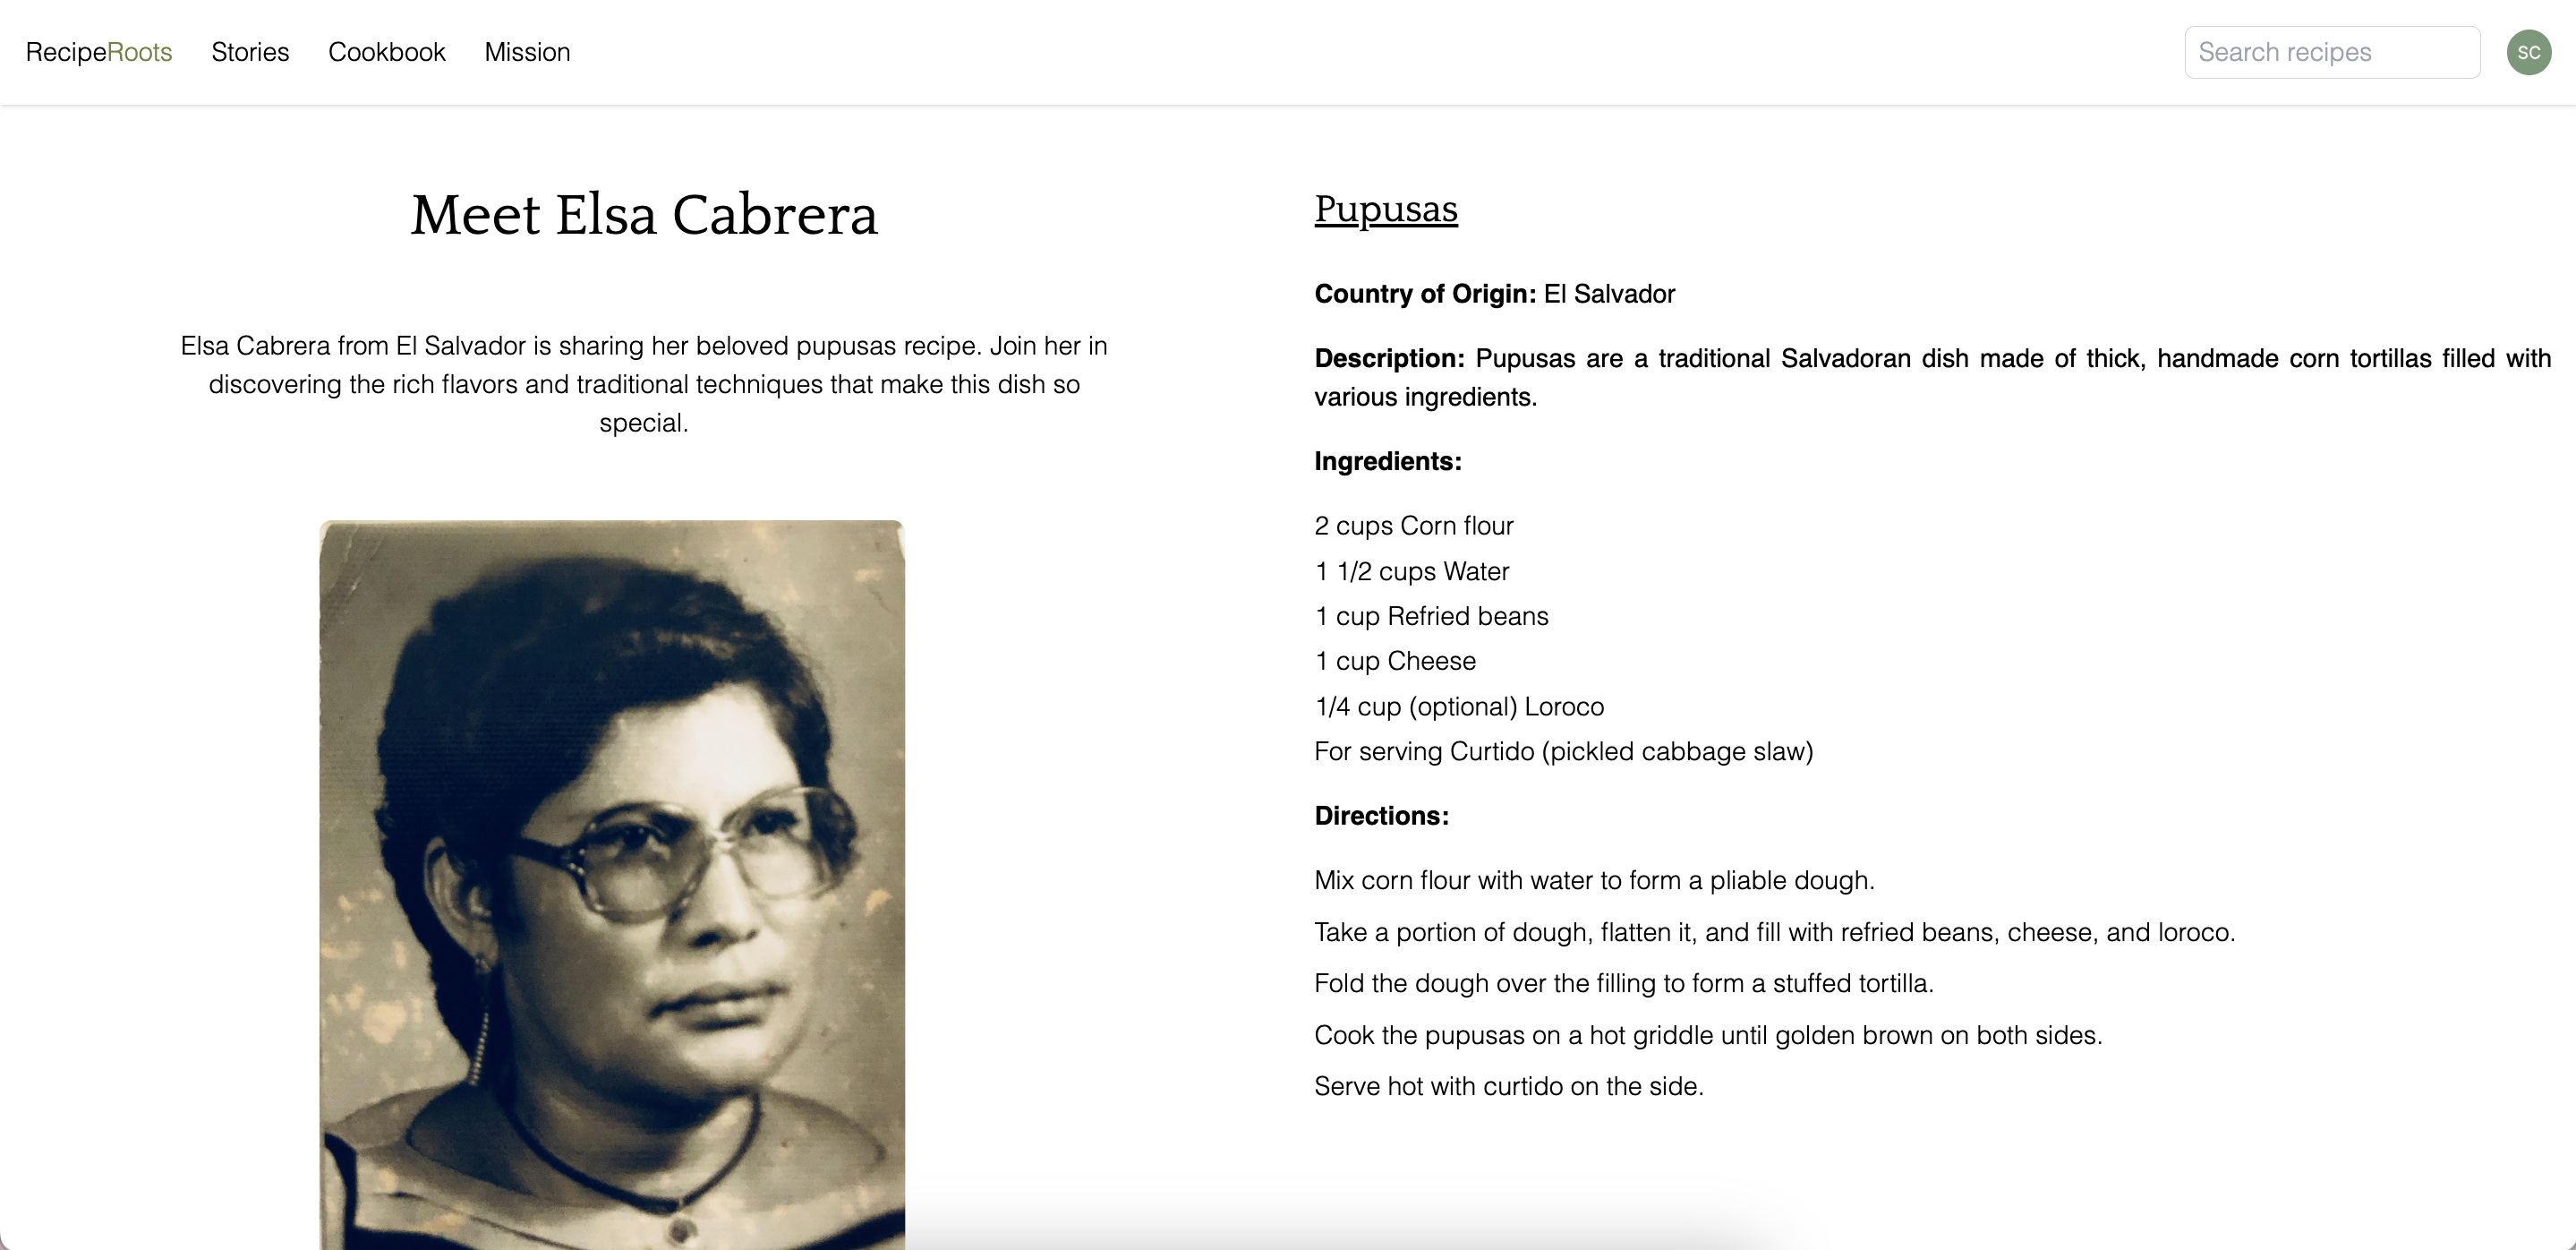 RecipeRoots Stories Cookbook Mission Search recipes SC
Meet Elsa Cabrera
Elsa Cabrera from El Salvador is sharing her beloved pupusas recipe. Join her in
discovering the rich flavors and traditional techniques that make this dish so
special.
Pupusas
Country of Origin: El Salvador
Description: Pupusas are a traditional Salvadoran dish made of thick, handmade corn tortillas filled with
various ingredients.
Ingredients:
2 cups Corn flour
1 1/2 cups Water
1 cup Refried beans
1 cup Cheese
1/4 cup (optional) Loroco
For serving Curtido (pickled cabbage slaw)
Directions:
Mix corn flour with water to form a pliable dough.
Take a portion of dough, flatten it, and fill with refried beans, cheese, and loroco.
Fold the dough over the filling to form a stuffed tortilla.
Cook the pupusas on a hot griddle until golden brown on both sides.
Serve hot with curtido on the side.